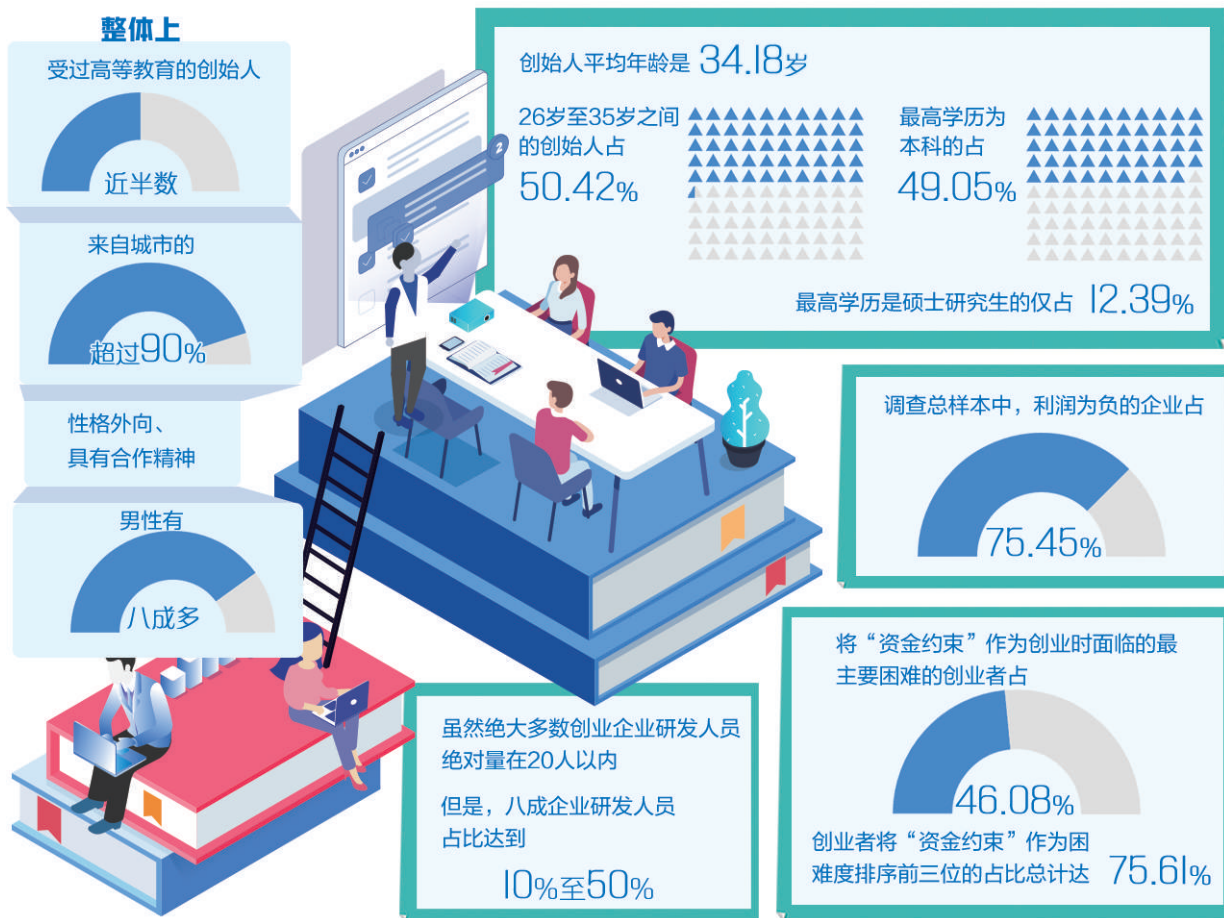 整体上
受过高等教育的创始人
近半数
来自城市的
超过90%
性格外向、
具有合作精神
男性有
八成多
2
创始人平均年龄是 34.18岁
26岁至35岁之间
的创始人占
50.42%
最高学历为
本科的占
49.05%
最高学历是硕士研究生的仅占 12.39%
调查总样本中，利润为负的企业占
75.45%
将“资金约束”作为创业时面临的最
主要困难的创业者占
46.08%
创业者将“资金约束”作为困
难度排序前三位的占比总计达 75.61%
虽然绝大多数创业企业研发人员
绝对量在20人以内
但是，八成企业研发人员
占比达到
10%至50%